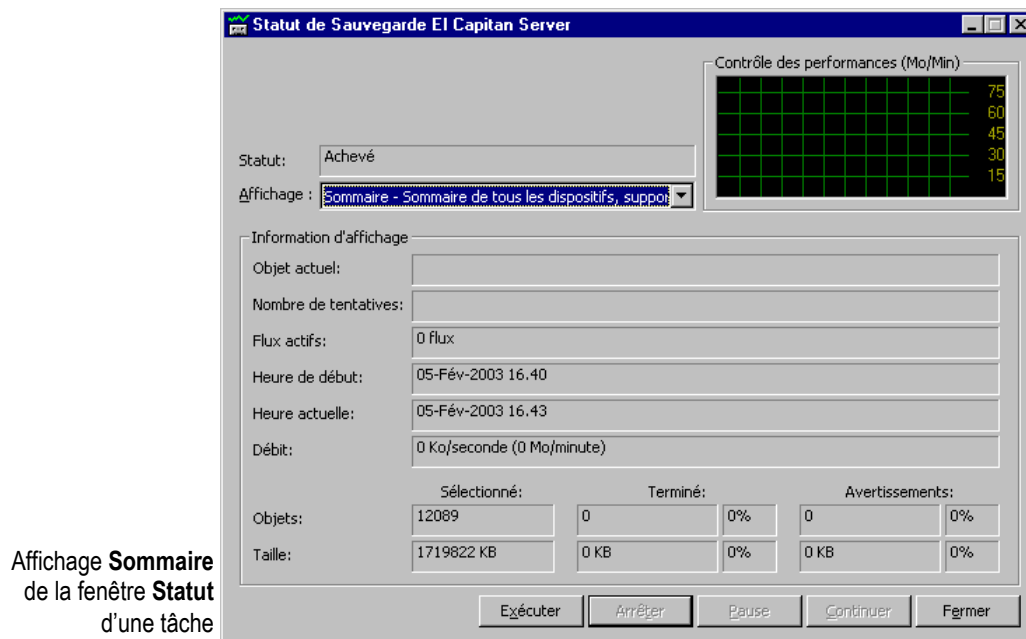 Statut de Sauvegarde El Capitan Server
Contrôle des performances (Mo/Min)
75
60
45
30
15
Statut: Achevé
Affichage : Sommaire - Sommaire de tous les dispositifs, suppor
Information d'affichage
Objet actuel:
Nombre de tentatives:
Flux actifs: 0 flux
Heure de début: 05-Fév-2003 16.40
Heure actuelle: 05-Fév-2003 16.43
Débit: 0 Ko/seconde (0 Mo/minute)
Sélectionné: Terminé: Avertissements:
Objets: 12089 0 0% 0 0%
Taille: 1719822 KB 0 KB 0% 0 KB 0%
Exécuter Arrêter Pause Continuer Fermer
Affichage Sommaire
de la fenêtre Statut
d'une tâche